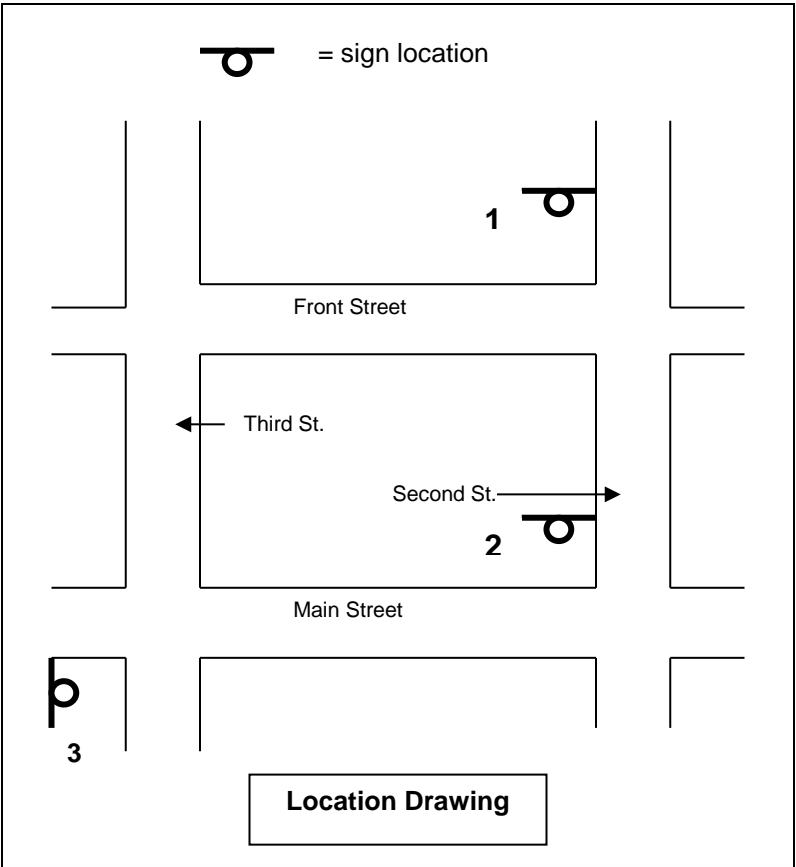 = sign location
1
Front Street
Third St.
Second St.
2
Main Street
3
Location Drawing